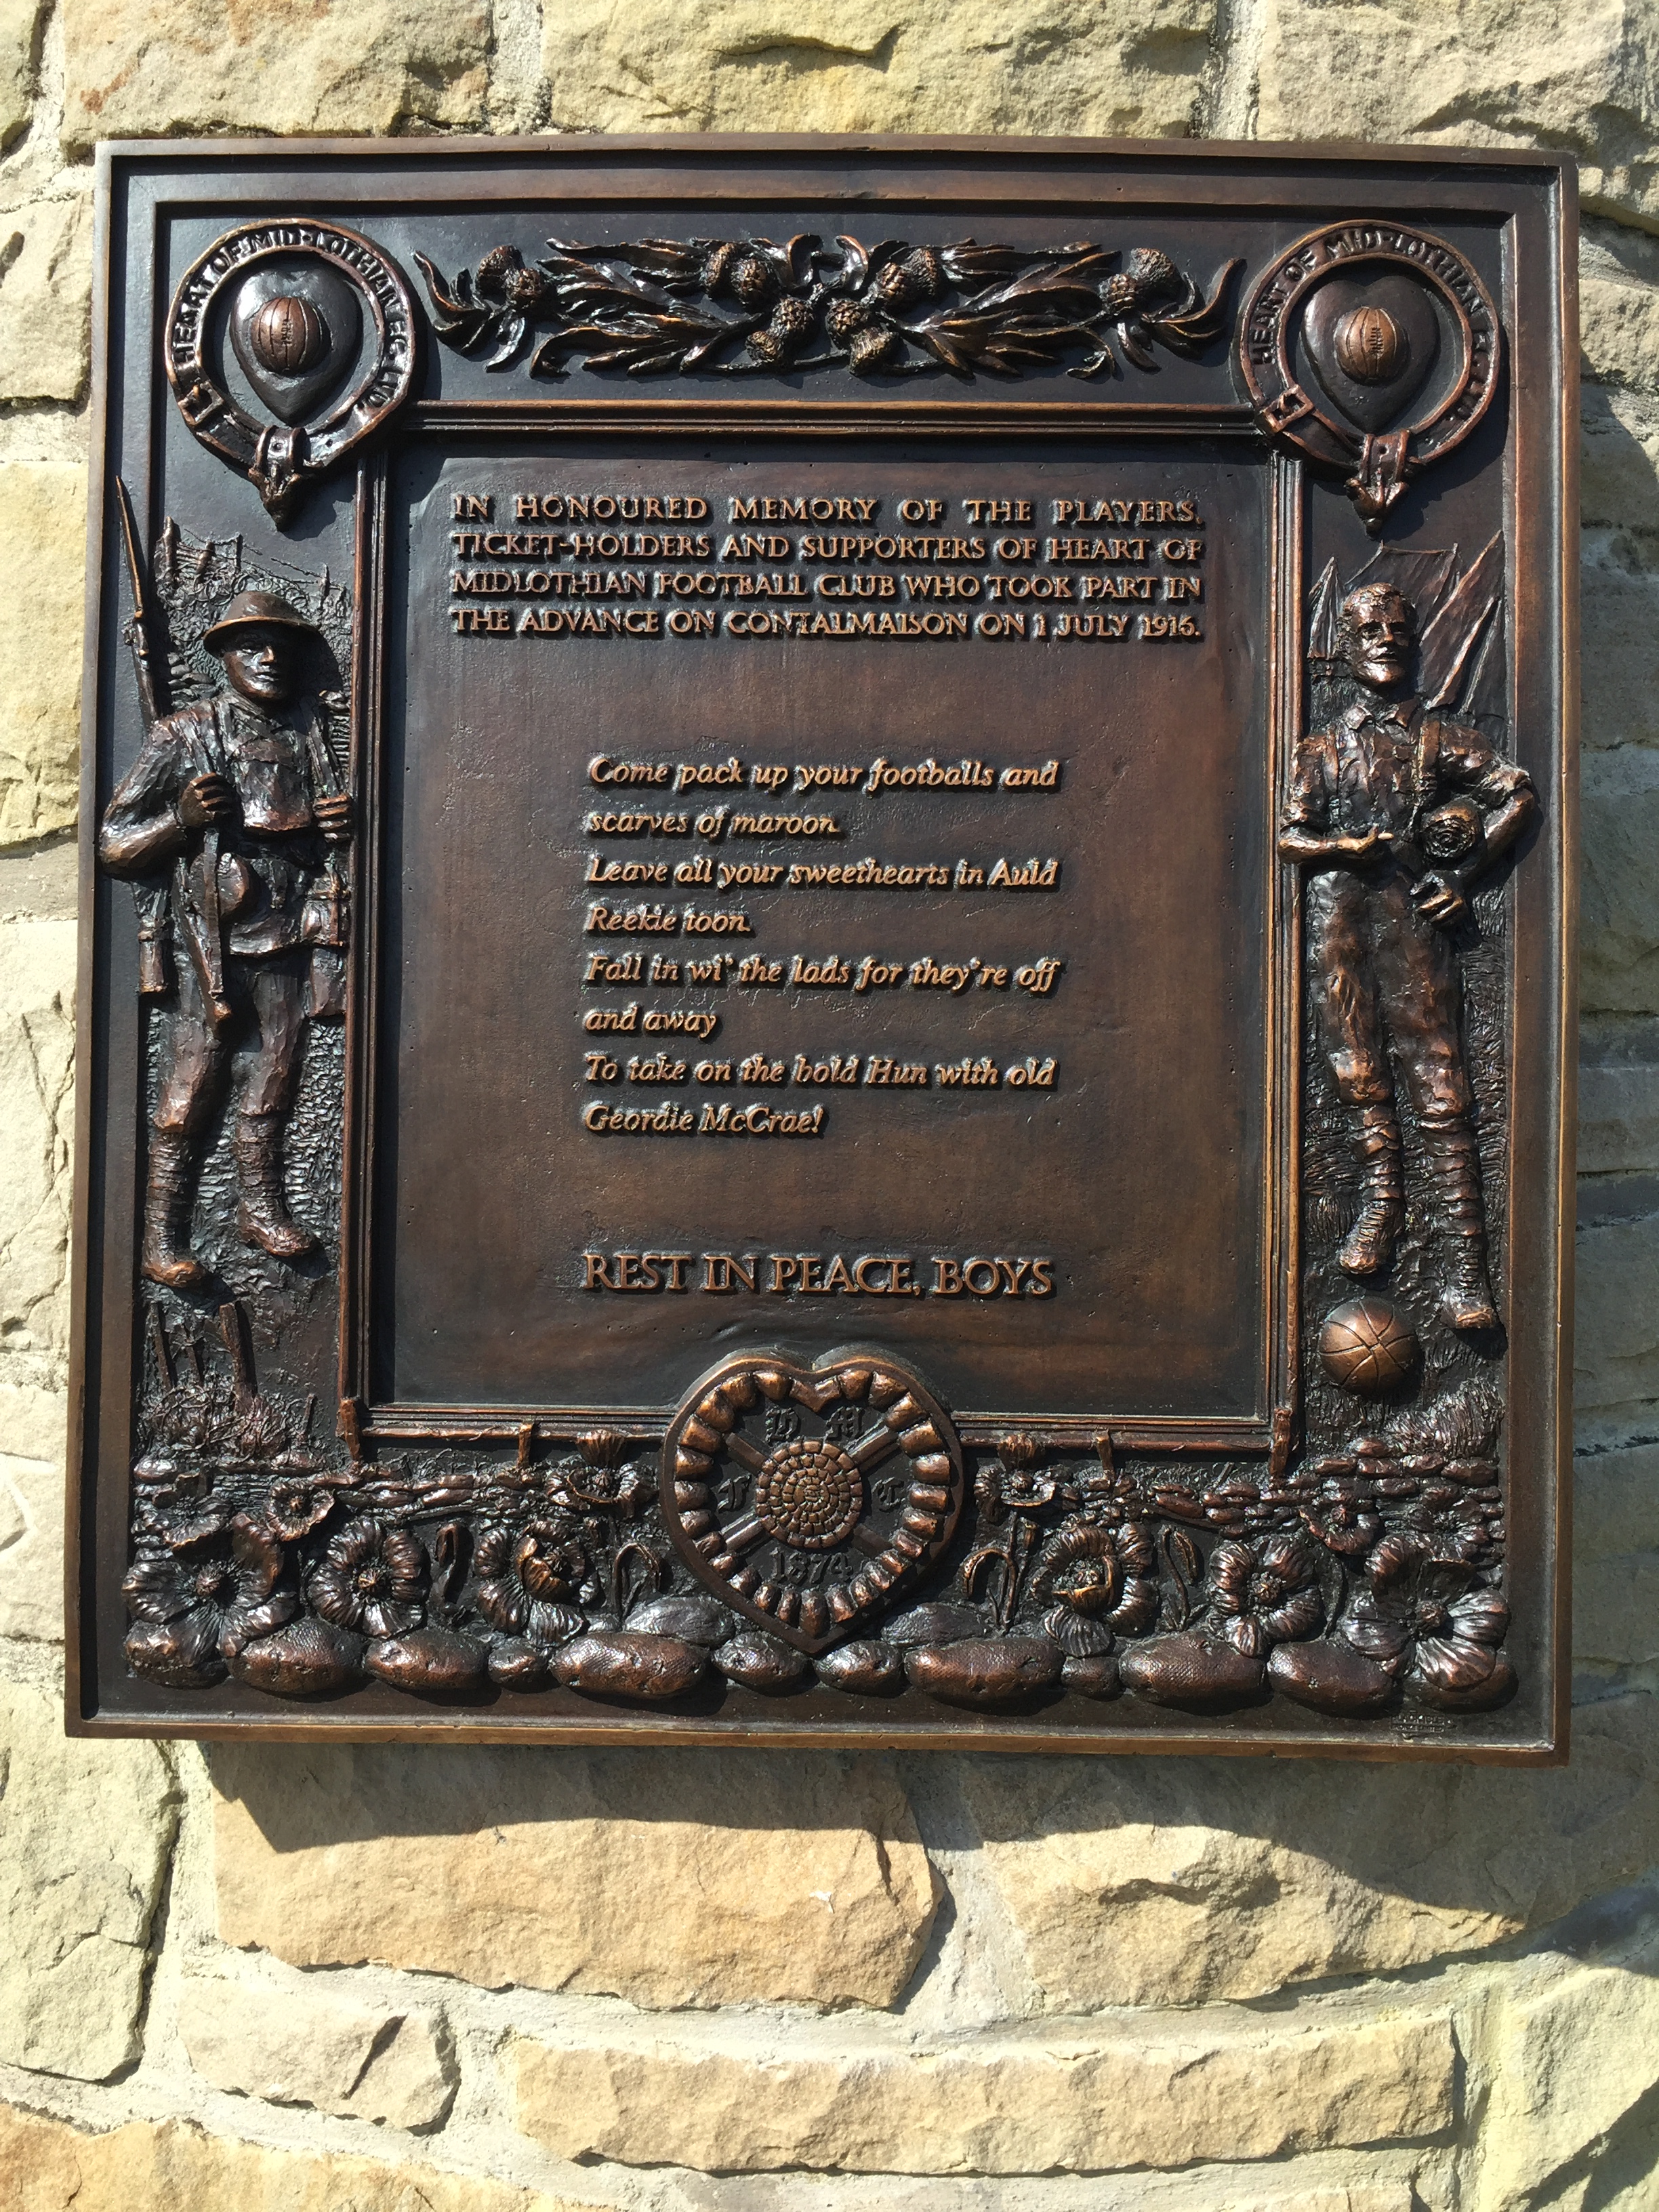 HEART OF MID-LOTHIAN F.C. LTD.
HEART OF MID-LOTHIAN F.C. LTD.
IN HONOURED MEMORY OF THE PLAYERS,
TICKET-HOLDERS AND SUPPORTERS OF HEART OF
MIDLOTHIAN FOOTBALL CLUB WHO TOOK PART IN
THE ADVANCE ON CONTALMAISON ON 1 JULY 1916.
Come pack up your footballs and
scarves of maroon.
Leave all your sweethearts in Auld
Reekie toon.
Fall in wi' the lads for they're off
and away
To take on the bold Hun with old
Geordie McCrae!
REST IN PEACE, BOYS
H M
F C
1874